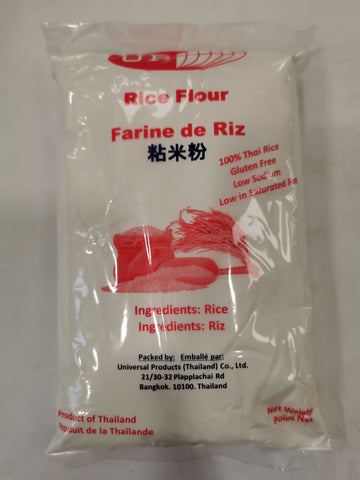 Rice Flour
Farine de Riz
粘米粉
100% Thai Rice
Gluten Free
Low Sodium
Low in Saturated Fat
Ingredients: Rice
Ingrédients: Riz
Packed by: Emballé par:
Universal Products (Thailand) Co., Ltd.
21/30-32 Plapplachai Rd
Bangkok. 10100. Thailand
Product of Thailand
Produit de la Thaïlande
Net Weight
Poids Net